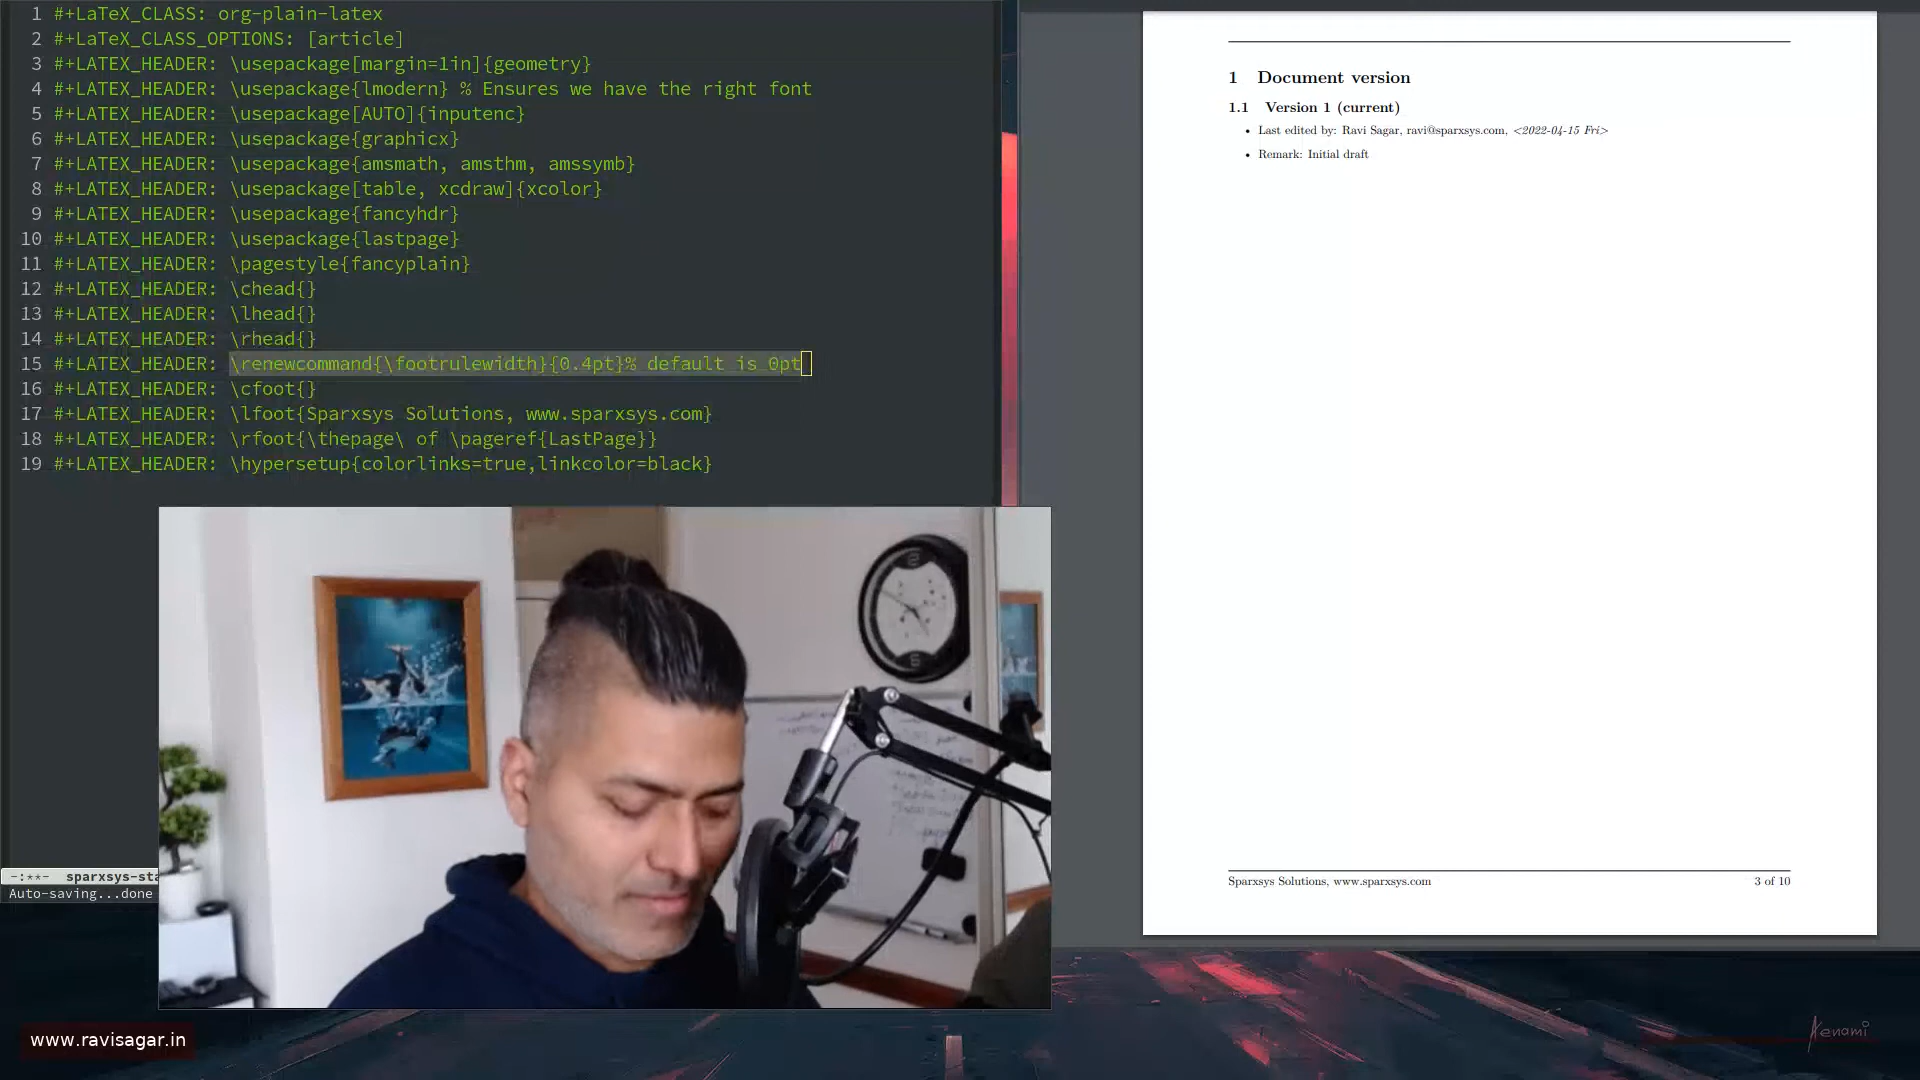 1 #+LaTeX_CLASS: org-plain-latex
2 #+LaTeX_CLASS_OPTIONS: [article]
3 #+LATEX_HEADER: \usepackage[margin=1in]{geometry}
4 #+LATEX_HEADER: \usepackage{lmodern} % Ensures we have the right font
5 #+LATEX_HEADER: \usepackage[AUTO]{inputenc}
6 #+LATEX_HEADER: \usepackage{graphicx}
7 #+LATEX_HEADER: \usepackage{amsmath, amsthm, amssymb}
8 #+LATEX_HEADER: \usepackage[table, xcdraw]{xcolor}
9 #+LATEX_HEADER: \usepackage{fancyhdr}
10 #+LATEX_HEADER: \usepackage{lastpage}
11 #+LATEX_HEADER: \pagestyle{fancyplain}
12 #+LATEX_HEADER: \chead{}
13 #+LATEX_HEADER: \lhead{}
14 #+LATEX_HEADER: \rhead{}
15 #+LATEX_HEADER: \renewcommand{\footrulewidth}{0.4pt}% default is 0pt
16 #+LATEX_HEADER: \cfoot{}
17 #+LATEX_HEADER: \lfoot{Sparxsys Solutions, www.sparxsys.com}
18 #+LATEX_HEADER: \rfoot{\thepage\ of \pageref{LastPage}}
19 #+LATEX_HEADER: \hypersetup{colorlinks=true,linkcolor=black}
-:**- sparxsys-sta
Auto-saving...done
www.ravisagar.in
1 Document version
1.1 Version 1 (current)
• Last edited by: Ravi Sagar, ravi@sparxsys.com, <2022-04-15 Fri>
• Remark: Initial draft
Sparxsys Solutions, www.sparxsys.com 3 of 10
Aenami